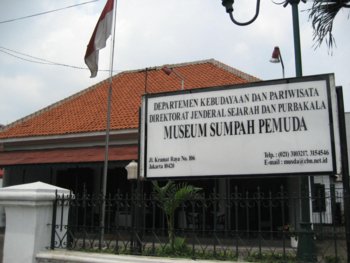 DEPARTEMEN KEBUDAYAAN DAN PARIWISATA
DIREKTORAT JENDERAL SEJARAH DAN PURBAKALA
MUSEUM SUMPAH PEMUDA
Jl. Kramat Raya No. 106
Jakarta 10420
Telp. : (021) 3103217, 3154546
E-mail : musda@cbn.net.id